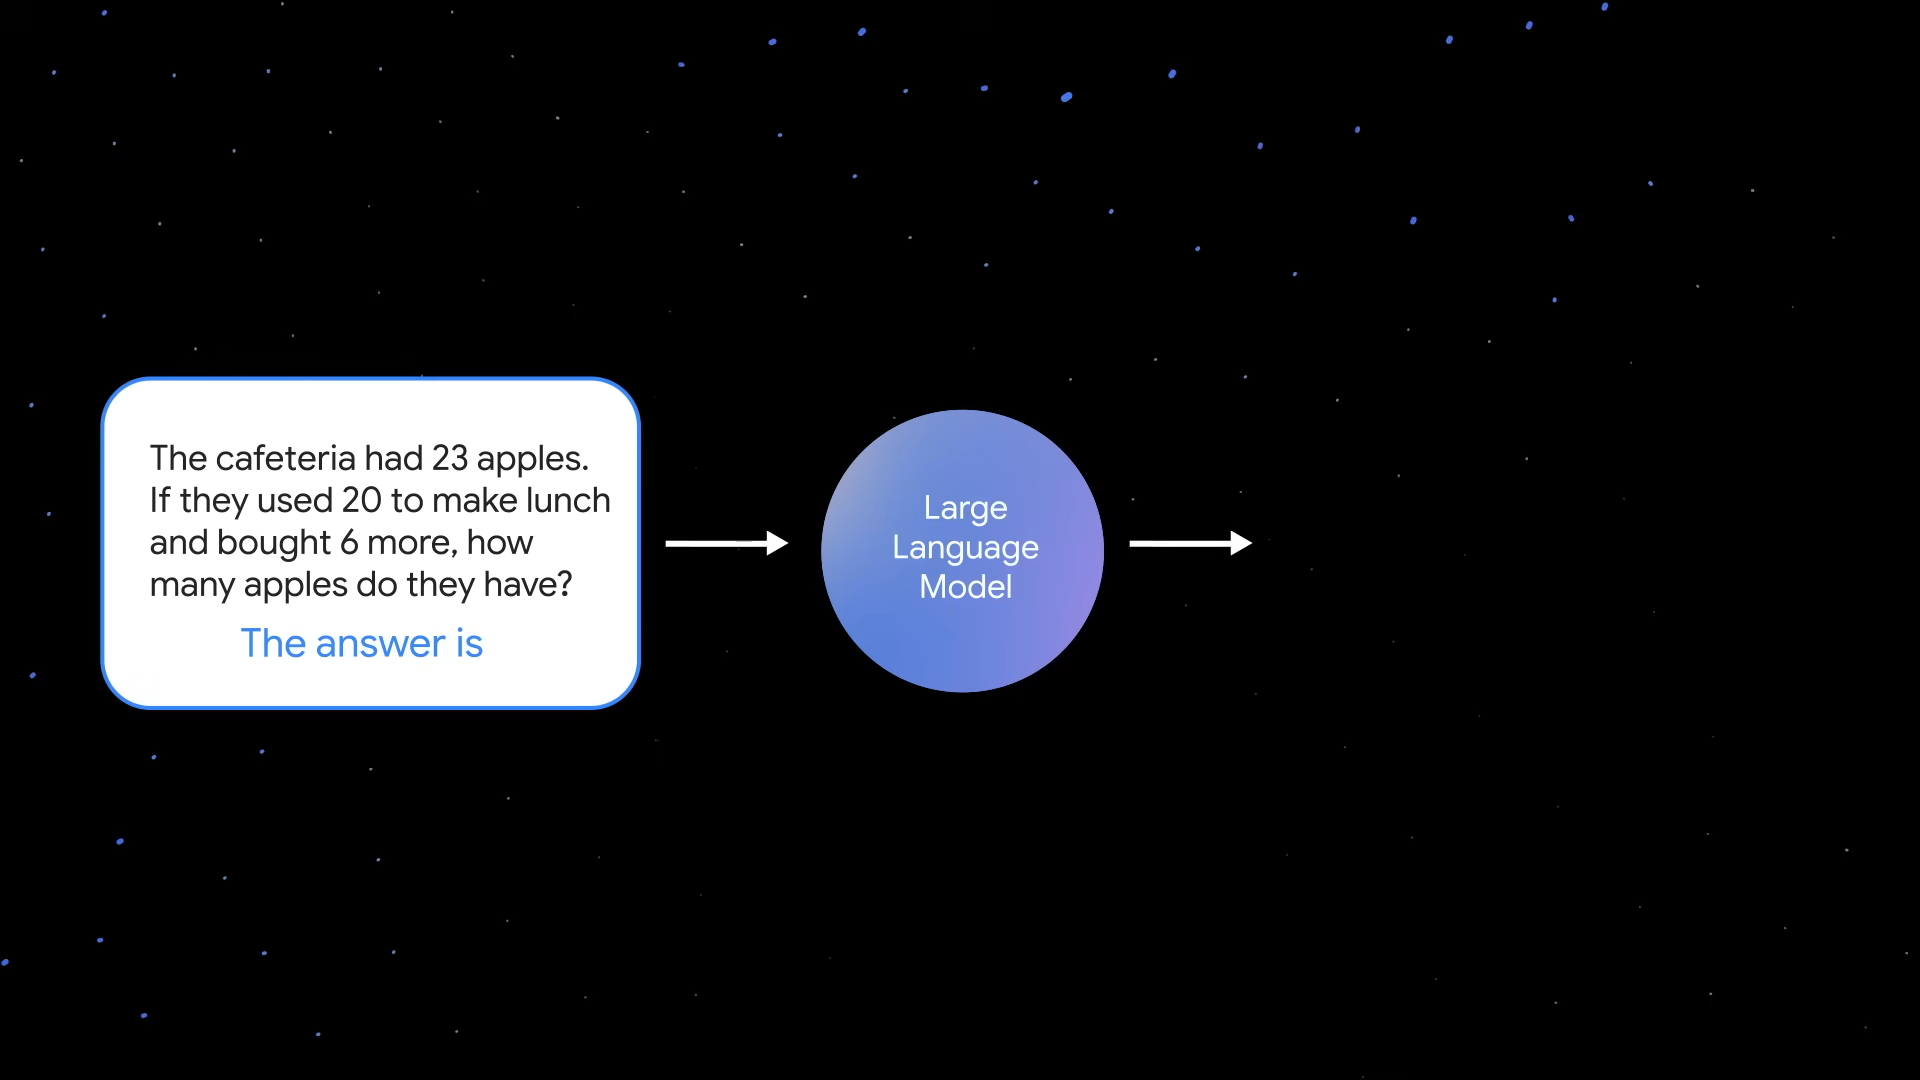 The cafeteria had 23 apples.
If they used 20 to make lunch
and bought 6 more, how
many apples do they have?
The answer is
Large
Language
Model